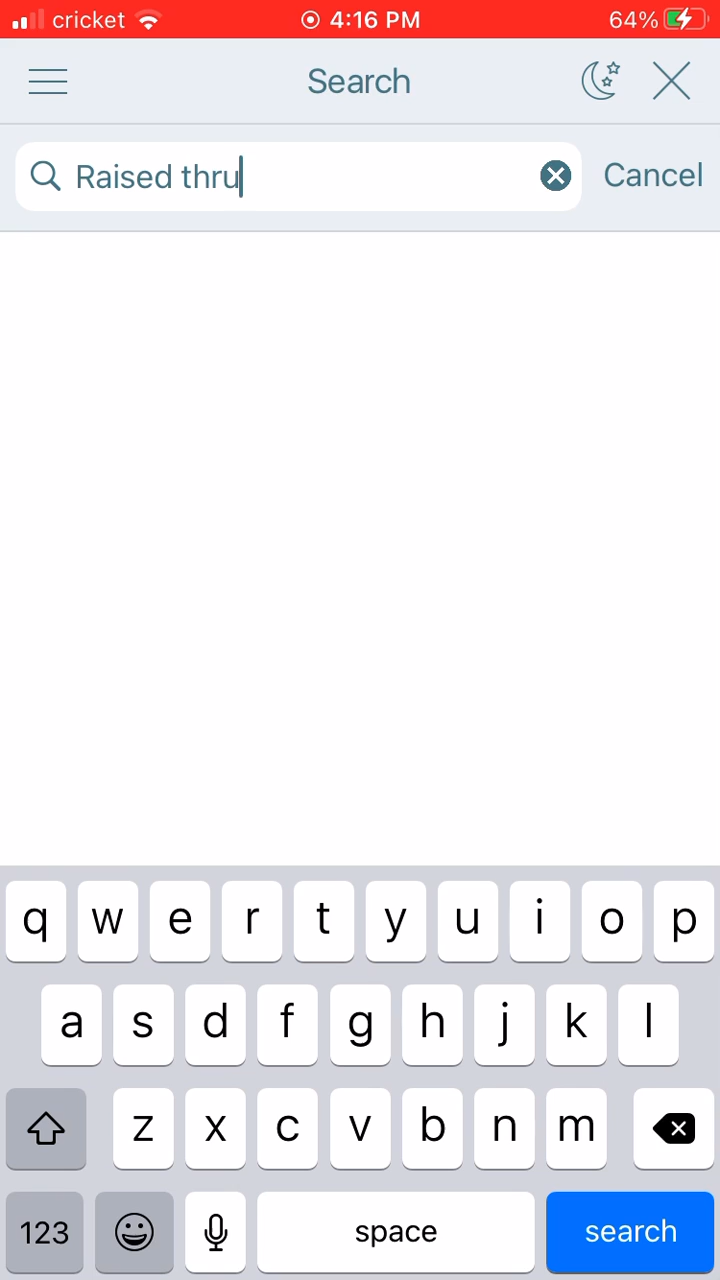 cricket 4:16 PM 64%
Search
Raised thru Cancel
q w e r t y u i o p
a s d f g h j k l
z x c v b n m
123 space search